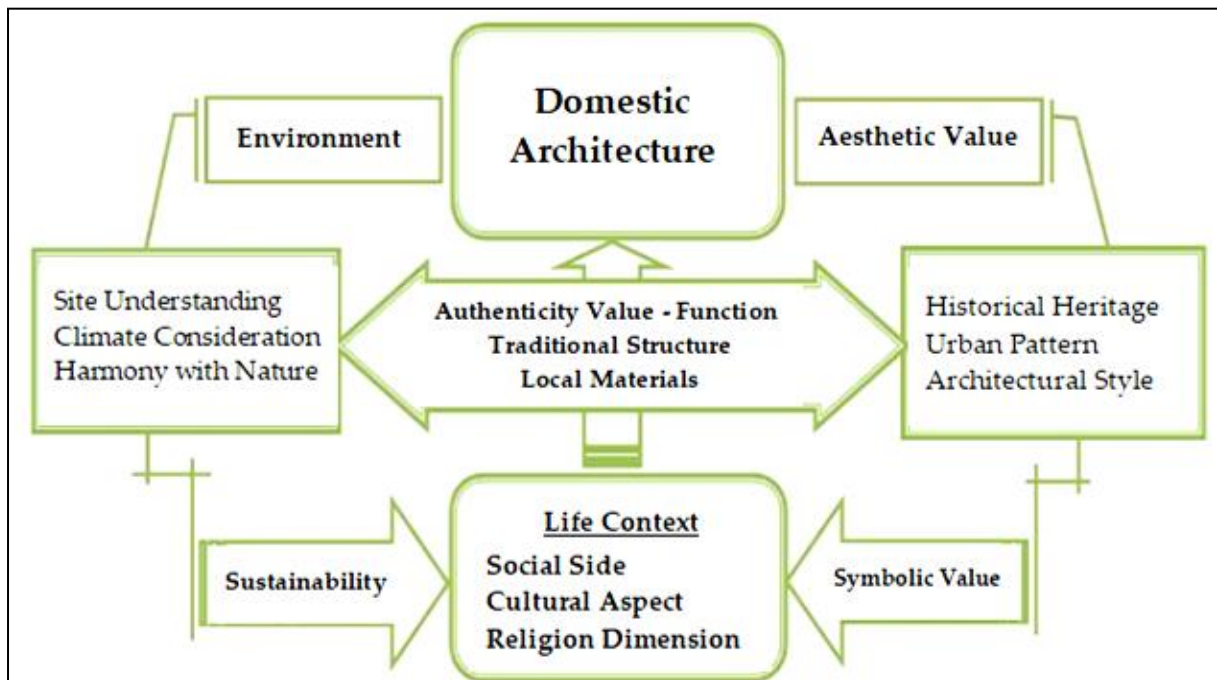 Domestic
Architecture
Environment
Aesthetic Value
Site Understanding
Climate Consideration
Harmony with Nature
Authenticity Value - Function
Traditional Structure
Local Materials
Historical Heritage
Urban Pattern
Architectural Style
Sustainability
Life Context
Social Side
Cultural Aspect
Religion Dimension
Symbolic Value